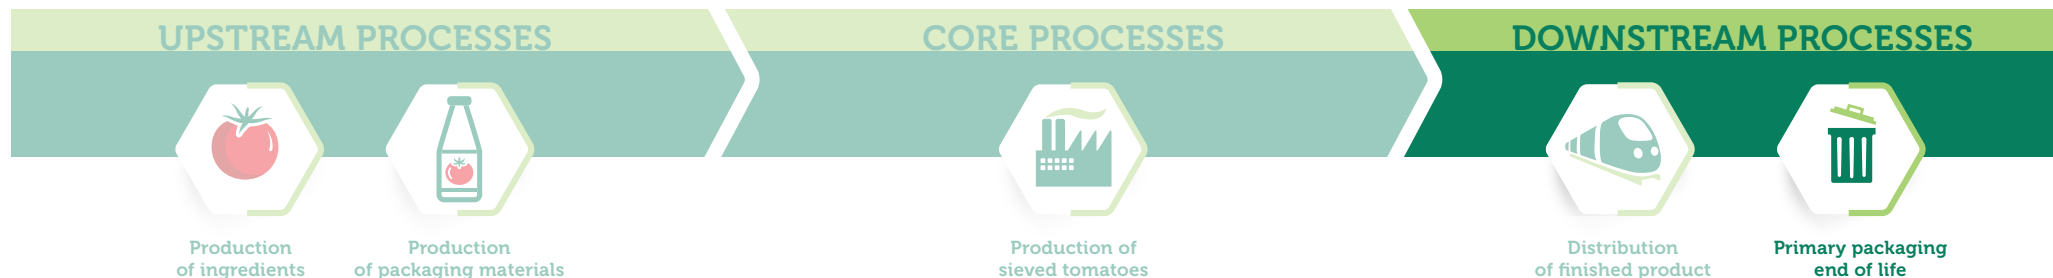 UPSTREAM PROCESSES
CORE PROCESSES
DOWNSTREAM PROCESSES
Production
of ingredients
Production
of packaging materials
Production of
sieved tomatoes
Distribution
of finished product
Primary packaging
end of life